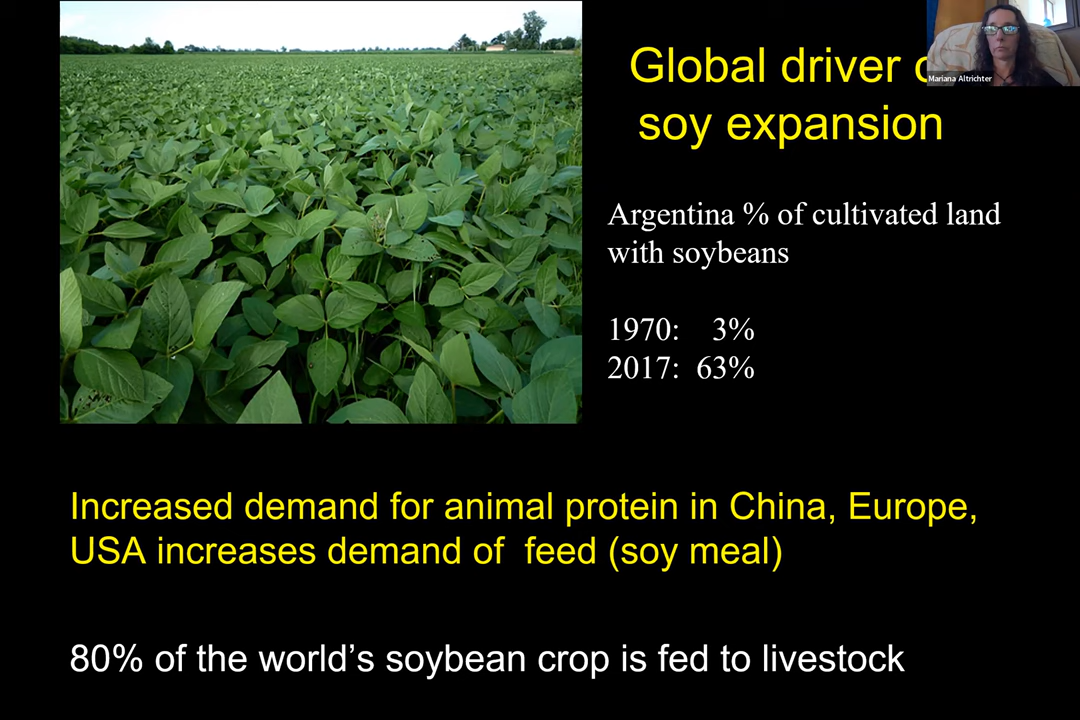 Global driver
soy expansion
Mariana Altrichter
Argentina % of cultivated land
with soybeans
1970: 3%
2017: 63%
Increased demand for animal protein in China, Europe,
USA increases demand of feed (soy meal)
80% of the world's soybean crop is fed to livestock